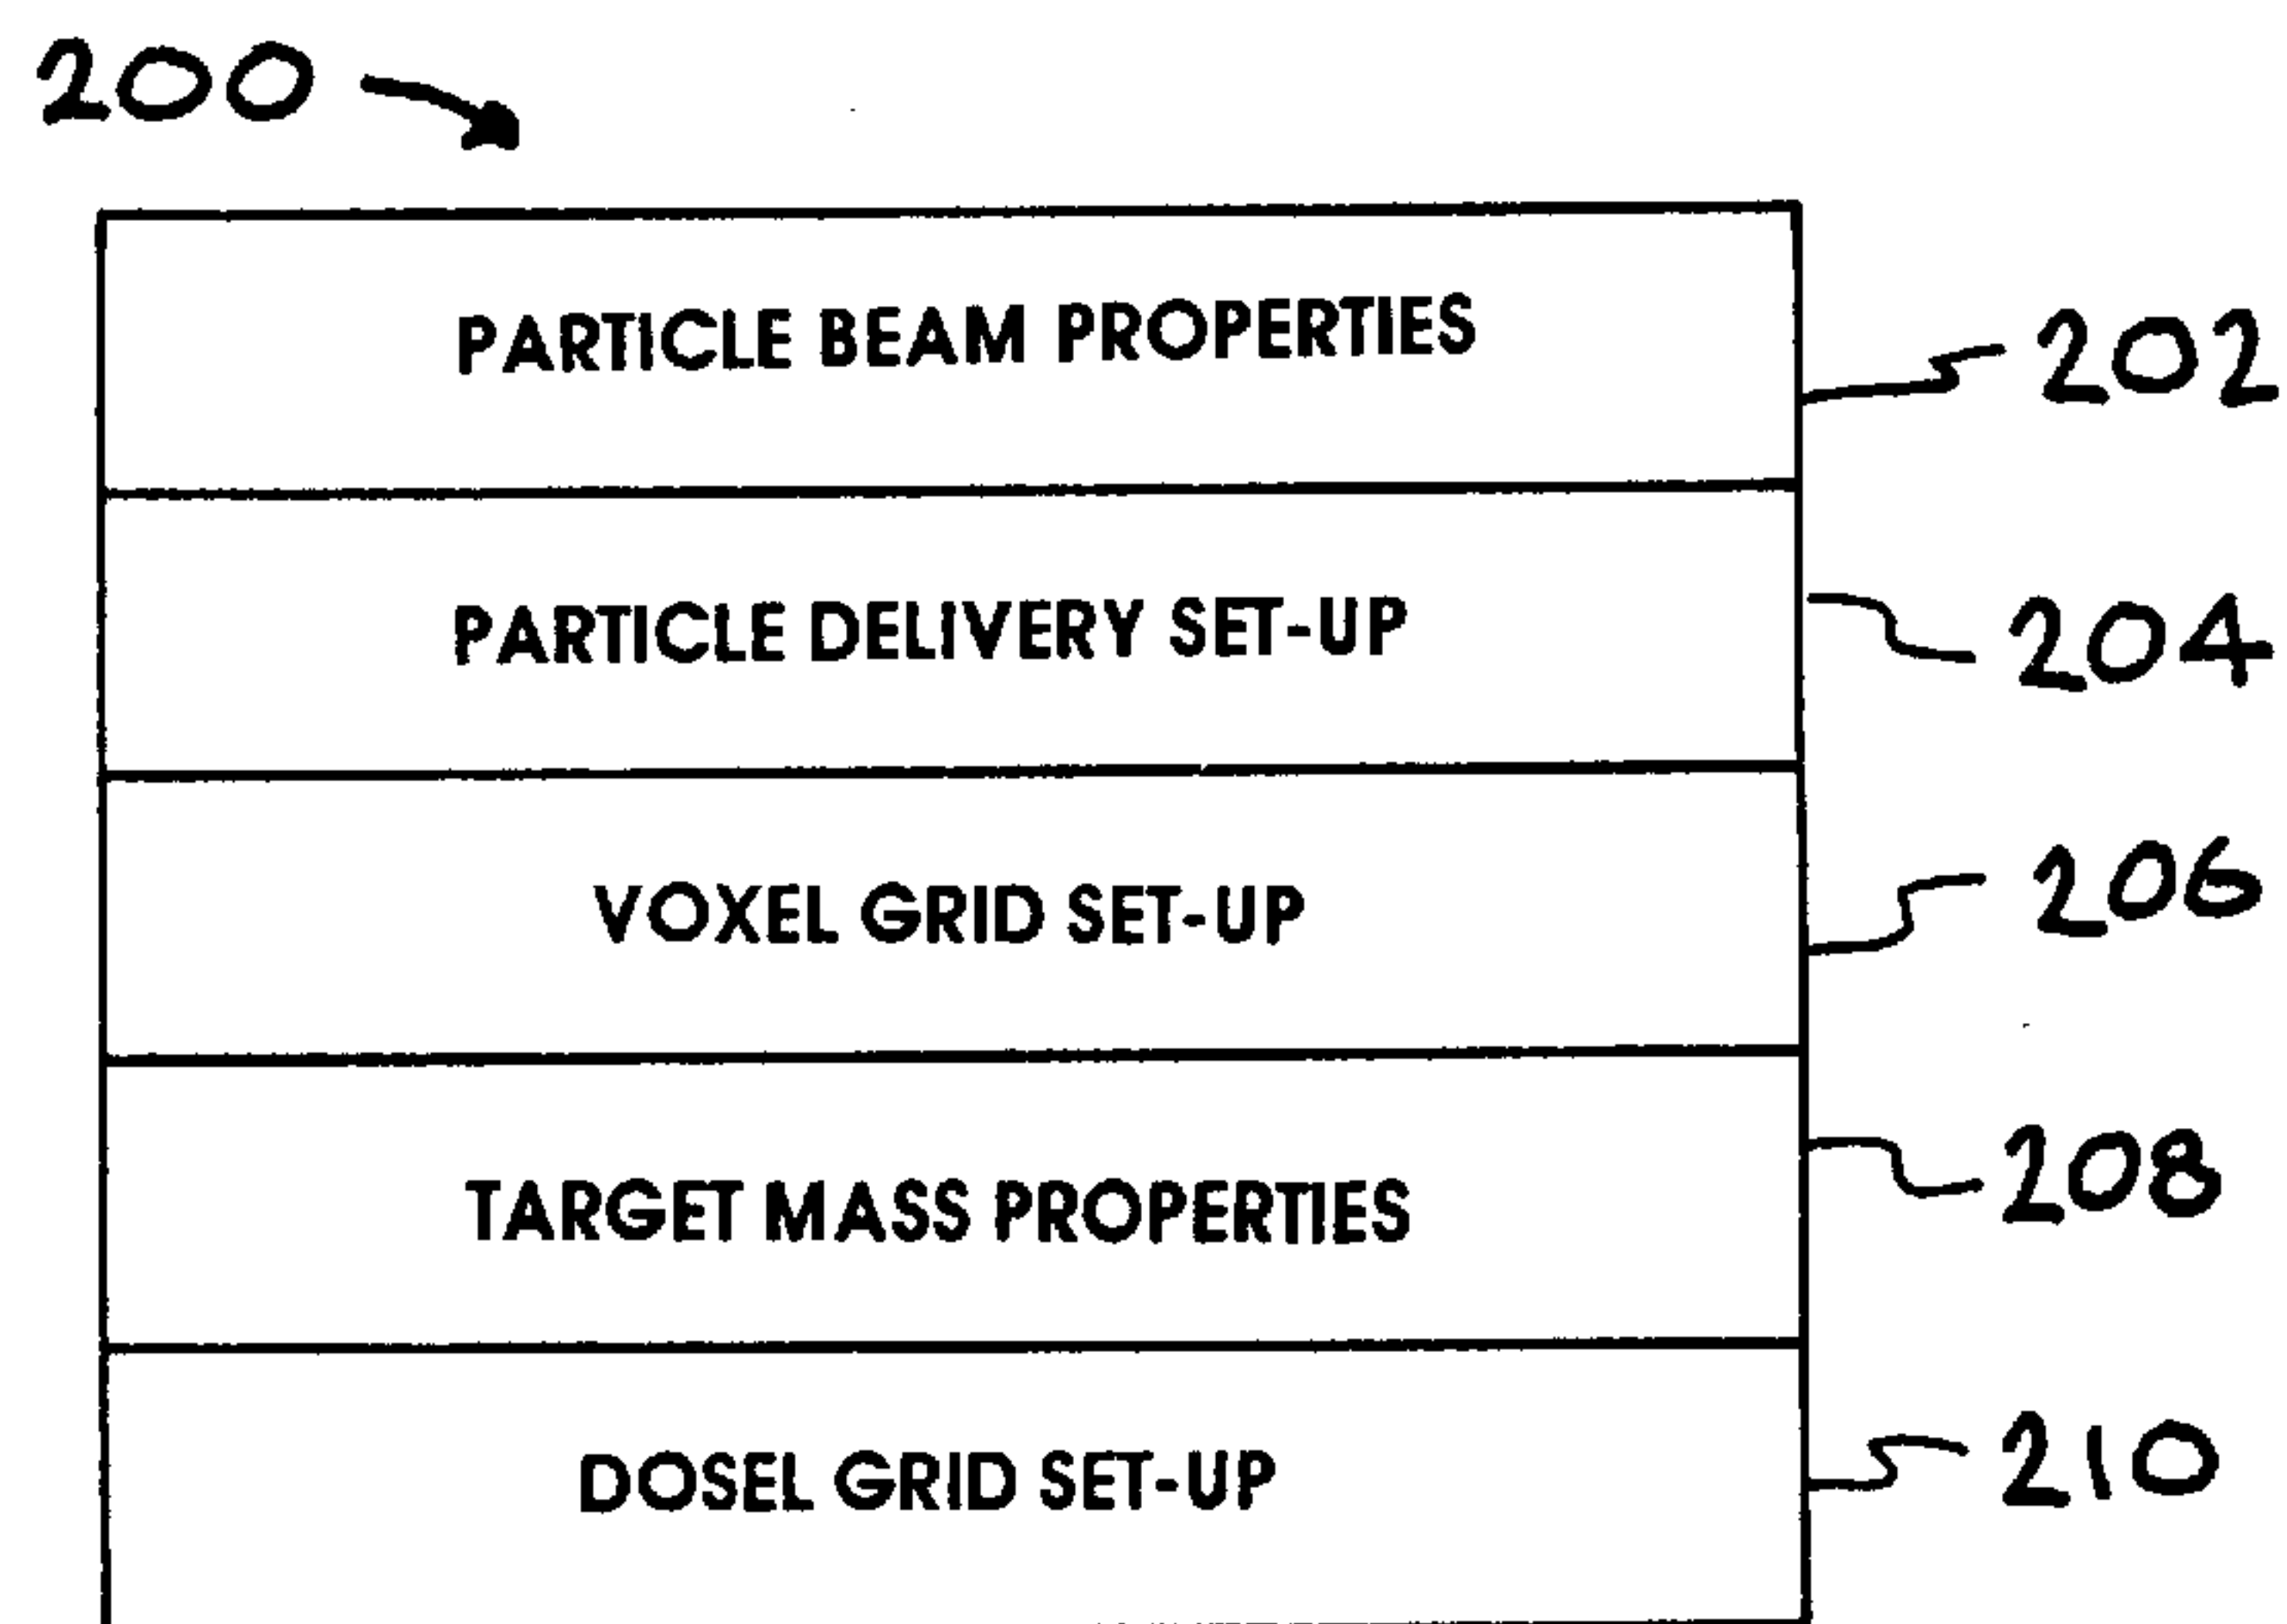 200
PARTICLE BEAM PROPERTIES
202
PARTICLE DELIVERY SET-UP
204
VOXEL GRID SET-UP
206
TARGET MASS PROPERTIES
208
DOSEL GRID SET-UP
210